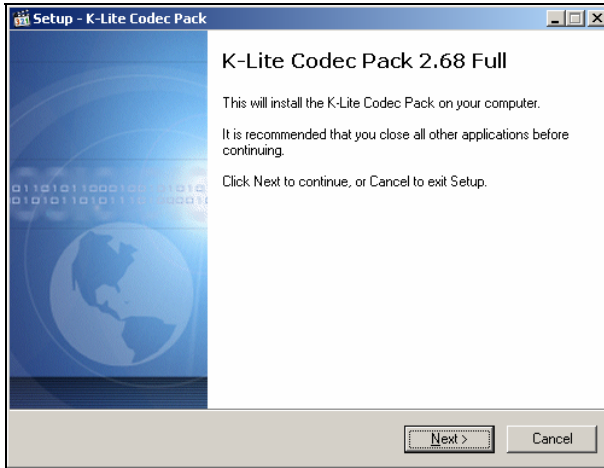 Setup - K-Lite Codec Pack
K-Lite Codec Pack 2.68 Full
This will install the K-Lite Codec Pack on your computer.
It is recommended that you close all other applications before
continuing.
Click Next to continue, or Cancel to exit Setup.
Next >
Cancel